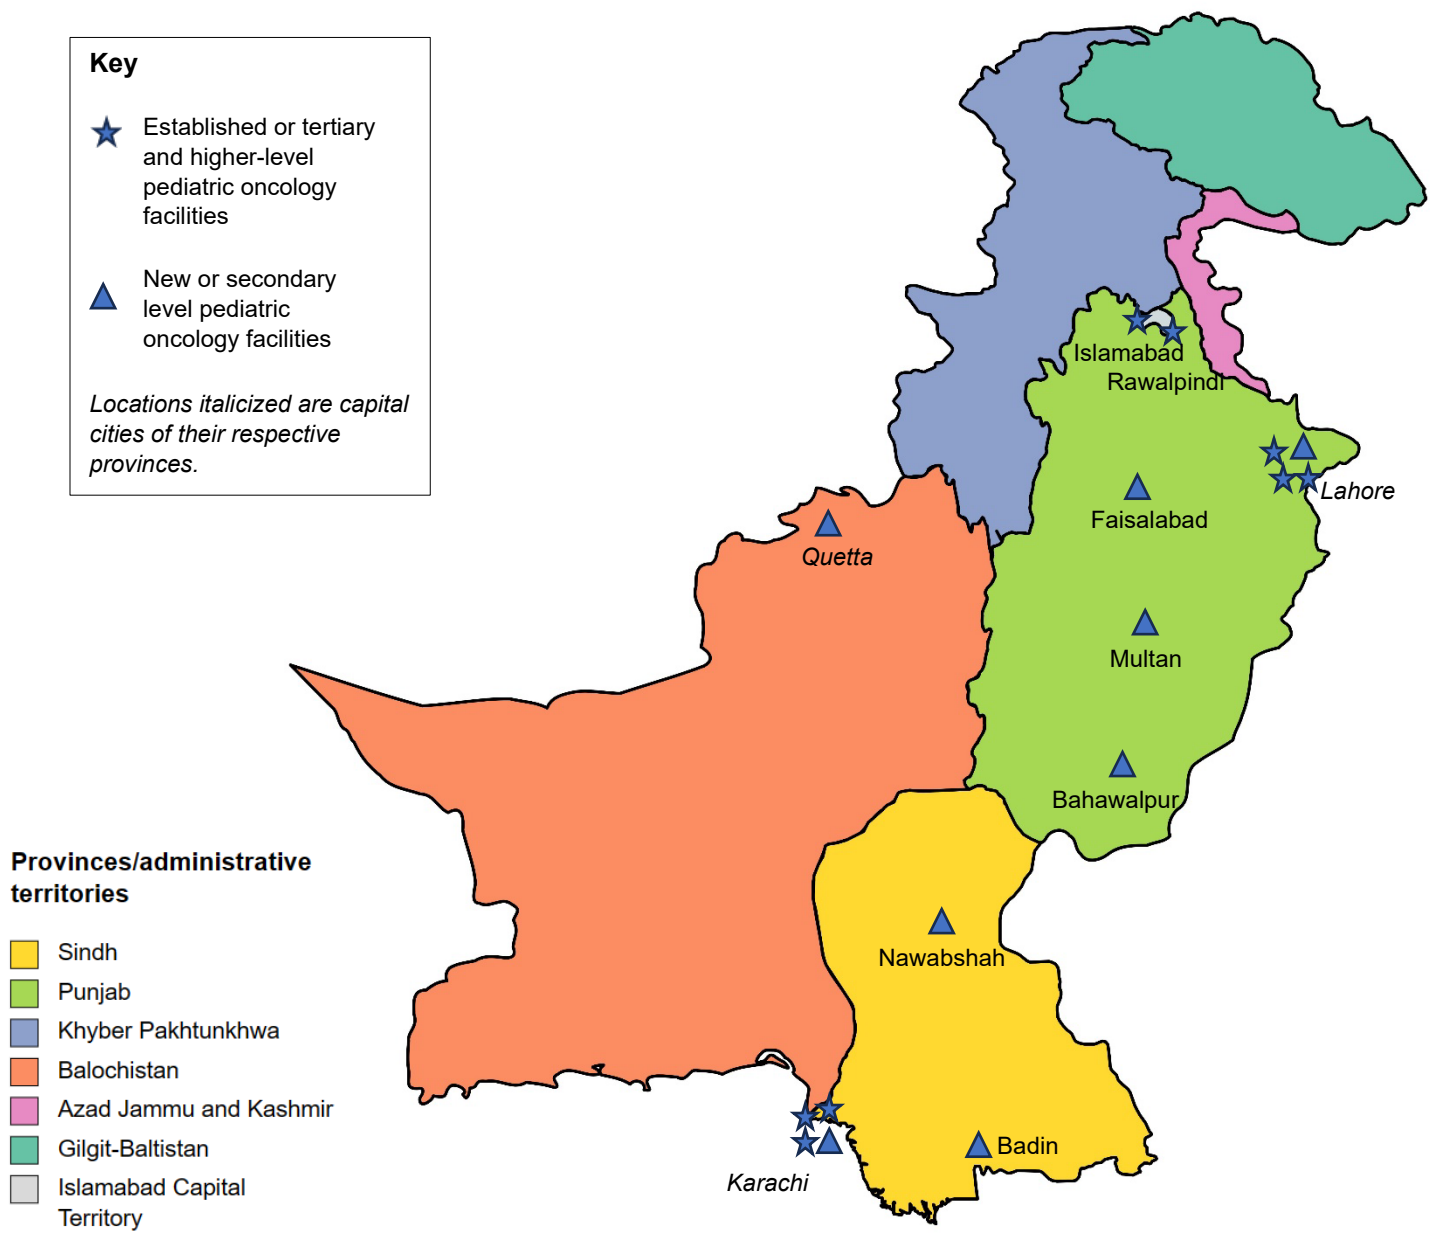 Key
Established or tertiary
and higher-level
pediatric oncology
facilities
New or secondary
level pediatric
oncology facilities
Locations italicized are capital
cities of their respective
provinces.
Islamabad
Rawalpindi
Lahore
Faisalabad
Quetta
Multan
Bahawalpur
Nawabshah
Badin
Karachi
Provinces/administrative
territories
Sindh
Punjab
Khyber Pakhtunkhwa
Balochistan
Azad Jammu and Kashmir
Gilgit-Baltistan
Islamabad Capital
Territory